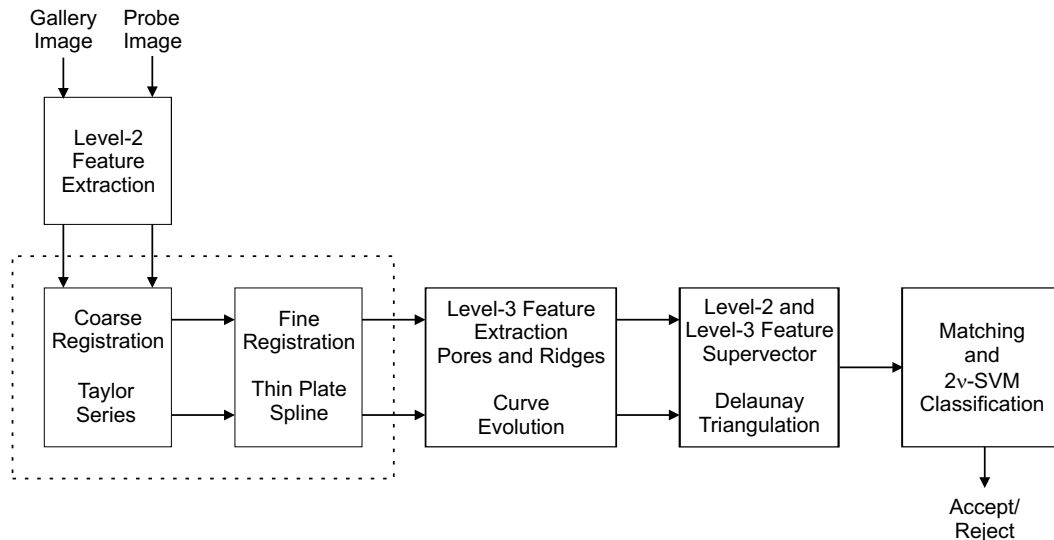 Gallery
Image
Probe
Image
Level-2
Feature
Extraction
Coarse
Registration
Taylor
Series
Fine
Registration
Thin Plate
Spline
Level-3 Feature
Extraction
Pores and Ridges
Curve
Evolution
Level-2 and
Level-3 Feature
Supervector
Delaunay
Triangulation
Matching
and
2ν-SVM
Classification
Accept/
Reject